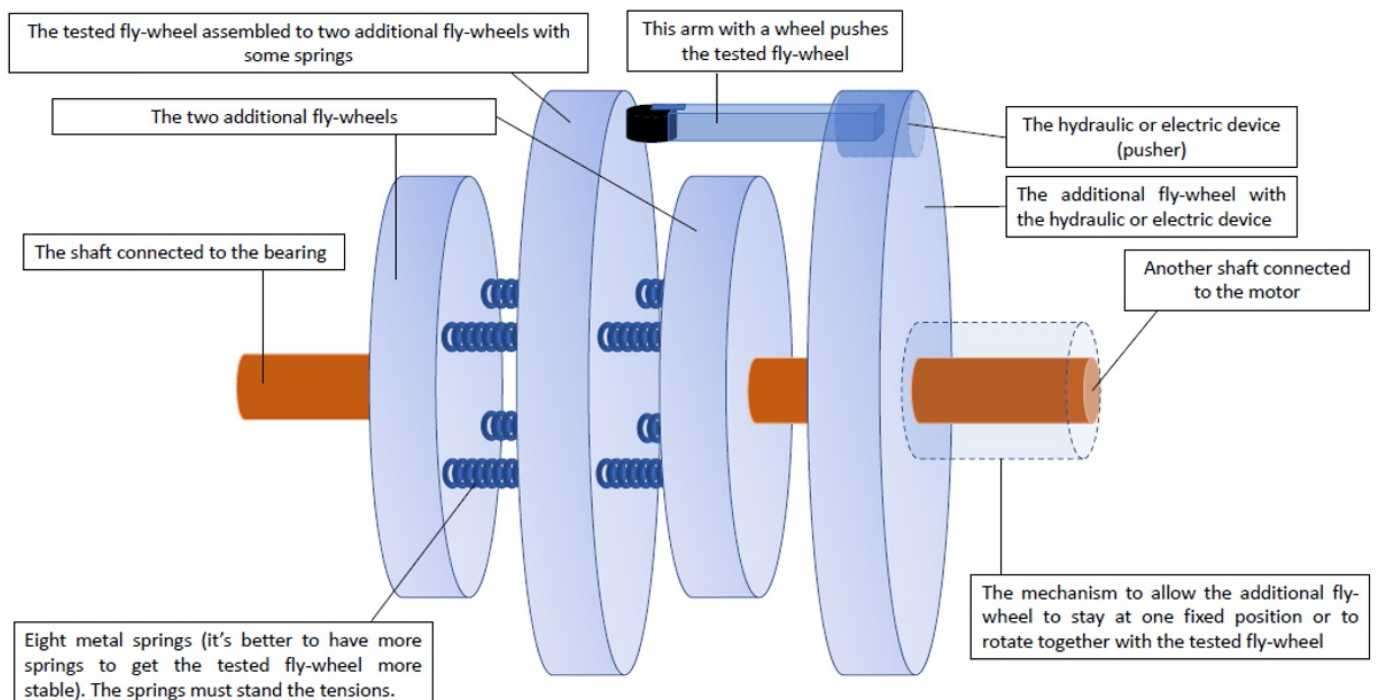 The tested fly-wheel assembled to two additional fly-wheels with
some springs
This arm with a wheel pushes
the tested fly-wheel
The two additional fly-wheels
The hydraulic or electric device
(pusher)
The additional fly-wheel with
the hydraulic or electric device
The shaft connected to the bearing
Another shaft connected
to the motor
Eight metal springs (it's better to have more
springs to get the tested fly-wheel more
stable). The springs must stand the tensions.
The mechanism to allow the additional fly-
wheel to stay at one fixed position or to
rotate together with the tested fly-wheel